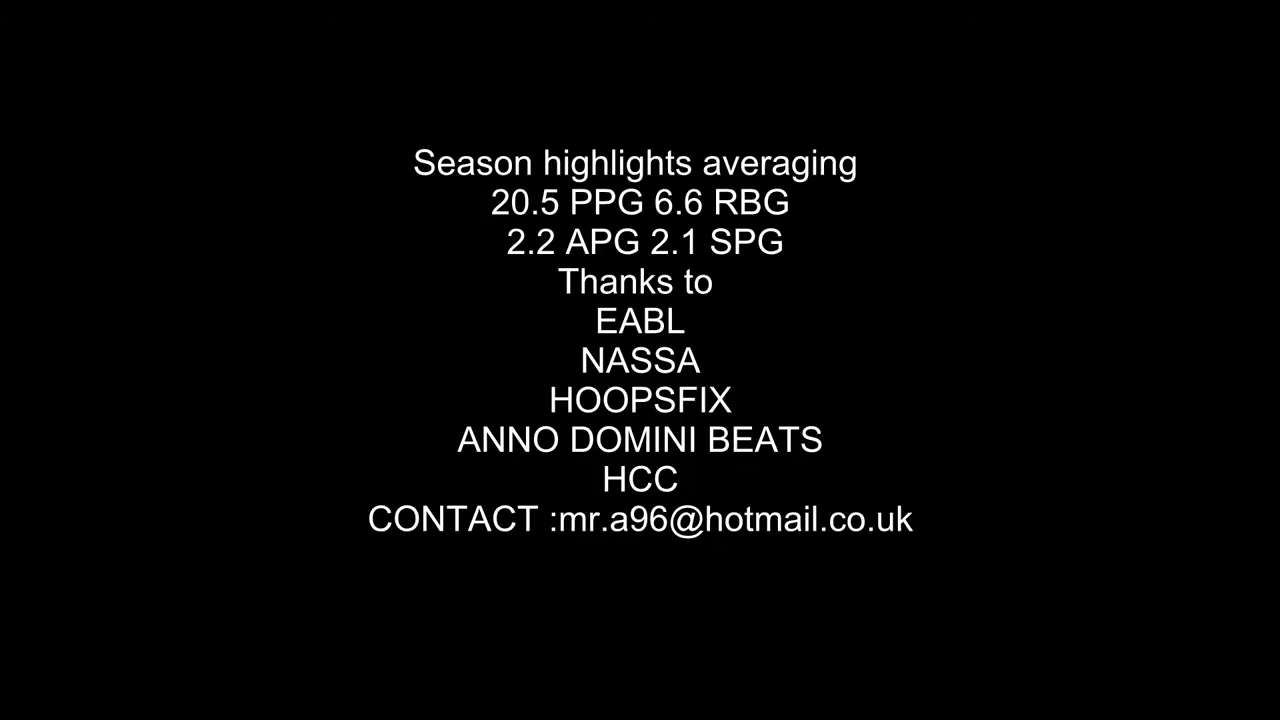 Season highlights averaging
20.5 PPG 6.6 RBG
2.2 APG 2.1 SPG
Thanks to
EABL
NASSA
HOOPSFIX
ANNO DOMINI BEATS
HCC
CONTACT :mr.a96@hotmail.co.uk